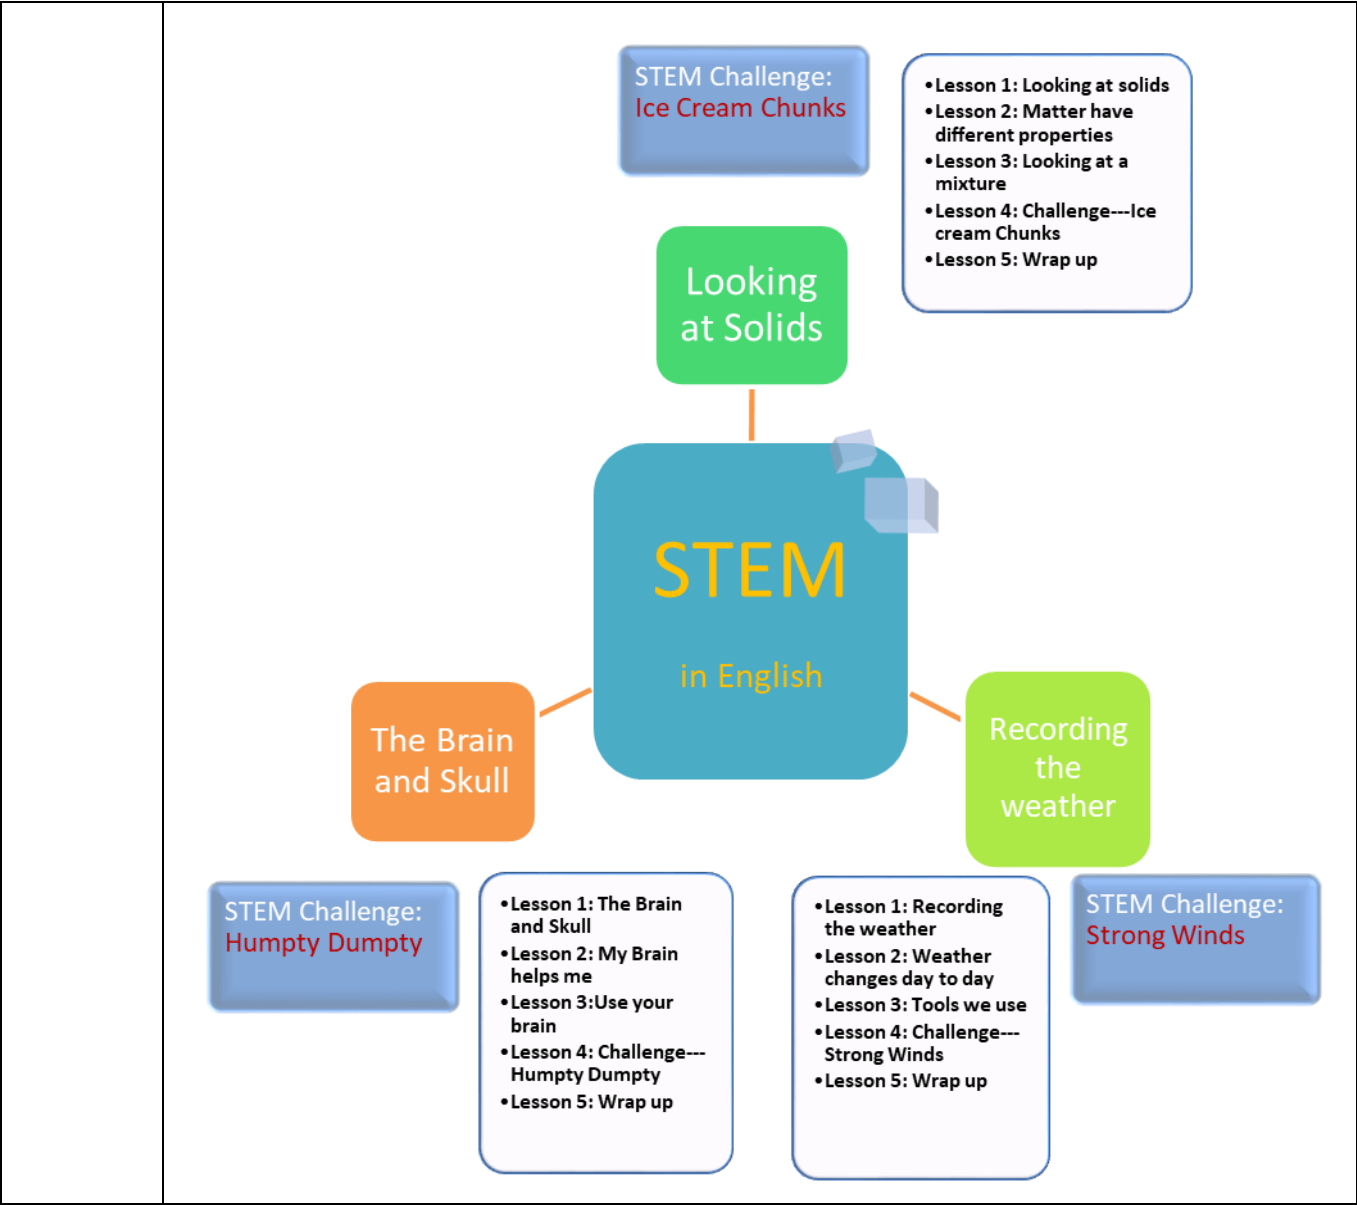 STEM Challenge:
Ice Cream Chunks
•Lesson 1: Looking at solids
•Lesson 2: Matter have
different properties
•Lesson 3: Looking at a
mixture
•Lesson 4: Challenge---Ice
cream Chunks
•Lesson 5: Wrap up
Looking
at Solids
STEM
in English
The Brain
and Skull
Recording
the
weather
STEM Challenge:
Humpty Dumpty
•Lesson 1: The Brain
and Skull
•Lesson 2: My Brain
helps me
•Lesson 3:Use your
brain
•Lesson 4: Challenge---
Humpty Dumpty
•Lesson 5: Wrap up
•Lesson 1: Recording
the weather
•Lesson 2: Weather
changes day to day
•Lesson 3: Tools we use
•Lesson 4: Challenge---
Strong Winds
•Lesson 5: Wrap up
STEM Challenge:
Strong Winds